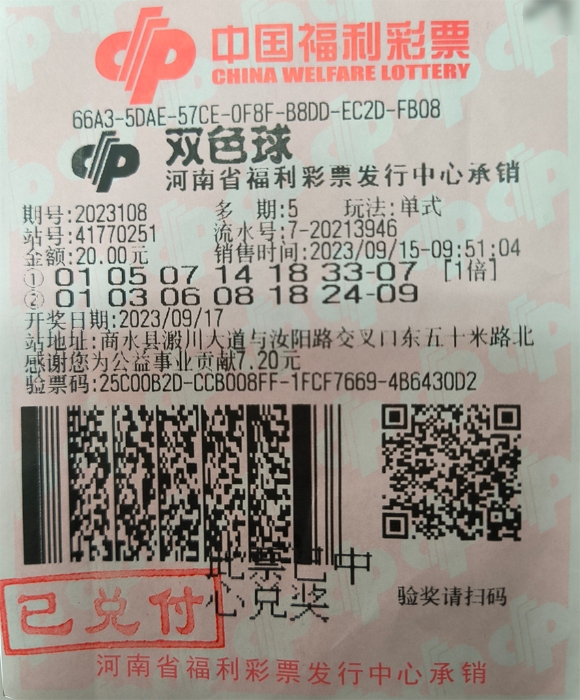 中国福利彩票
CHINA WELFARE LOTTERY
66A3-5DAE-57CE-0F8F-B8DD-EC2D-FB08
双色球
河南省福利彩票发行中心承销
期号:2023108 多 期:5 玩法:单式
站号:41770251 流水号:7-20213946
金额:20.00元 销售时间:2023/09/15-09:51:04
① 01 05 07 14 18 33-07 [1倍]
② 01 03 06 08 18 24-09
开奖日期:2023/09/17
站地址:商水县溵川大道与汝阳路交叉口东五十米路北
感谢您为公益事业贡献7.20元
验票码:25C00B2D-CCB008FF-1FCF7669-4B6430D2
此票已中
心兑奖
验奖请扫码
已兑付
河南省福利彩票发行中心承销